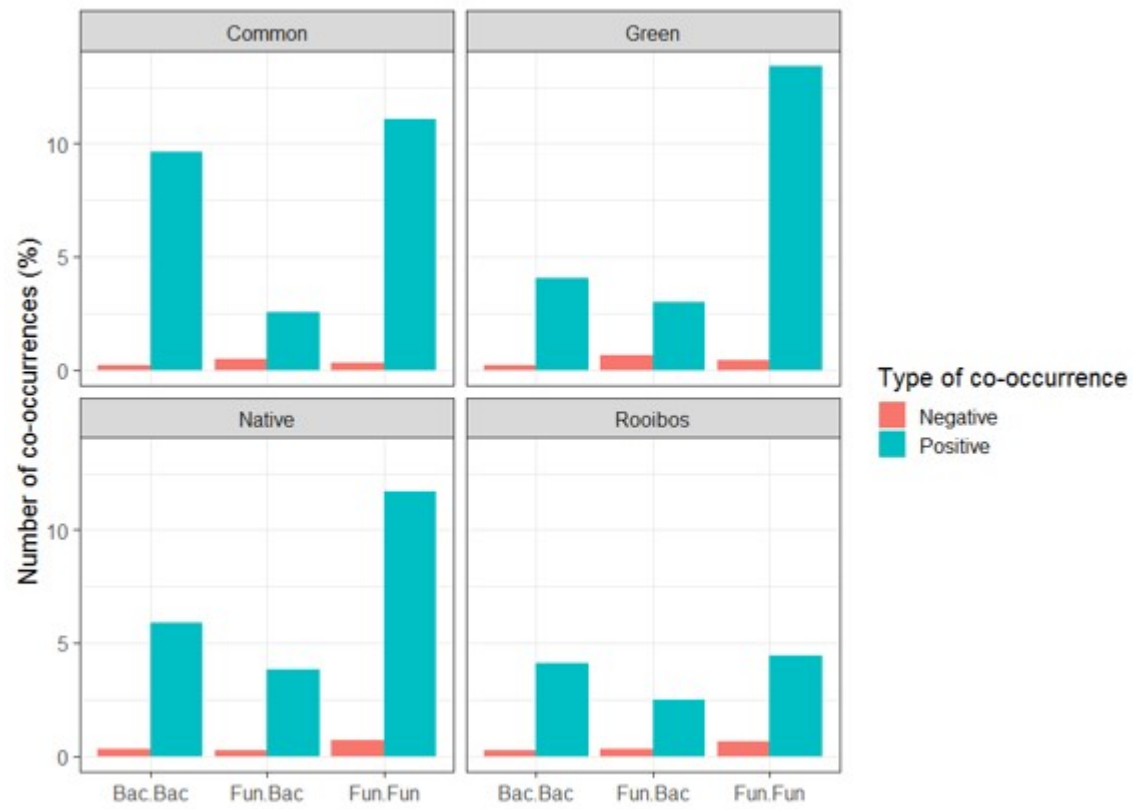 Common
Green
10
5
0
Native
Rooibos
10
5
0
Number of co-occurrences (%)
Bac.Bac Fun.Bac Fun.Fun Bac.Bac Fun.Bac Fun.Fun
Type of co-occurrence
Negative
Positive